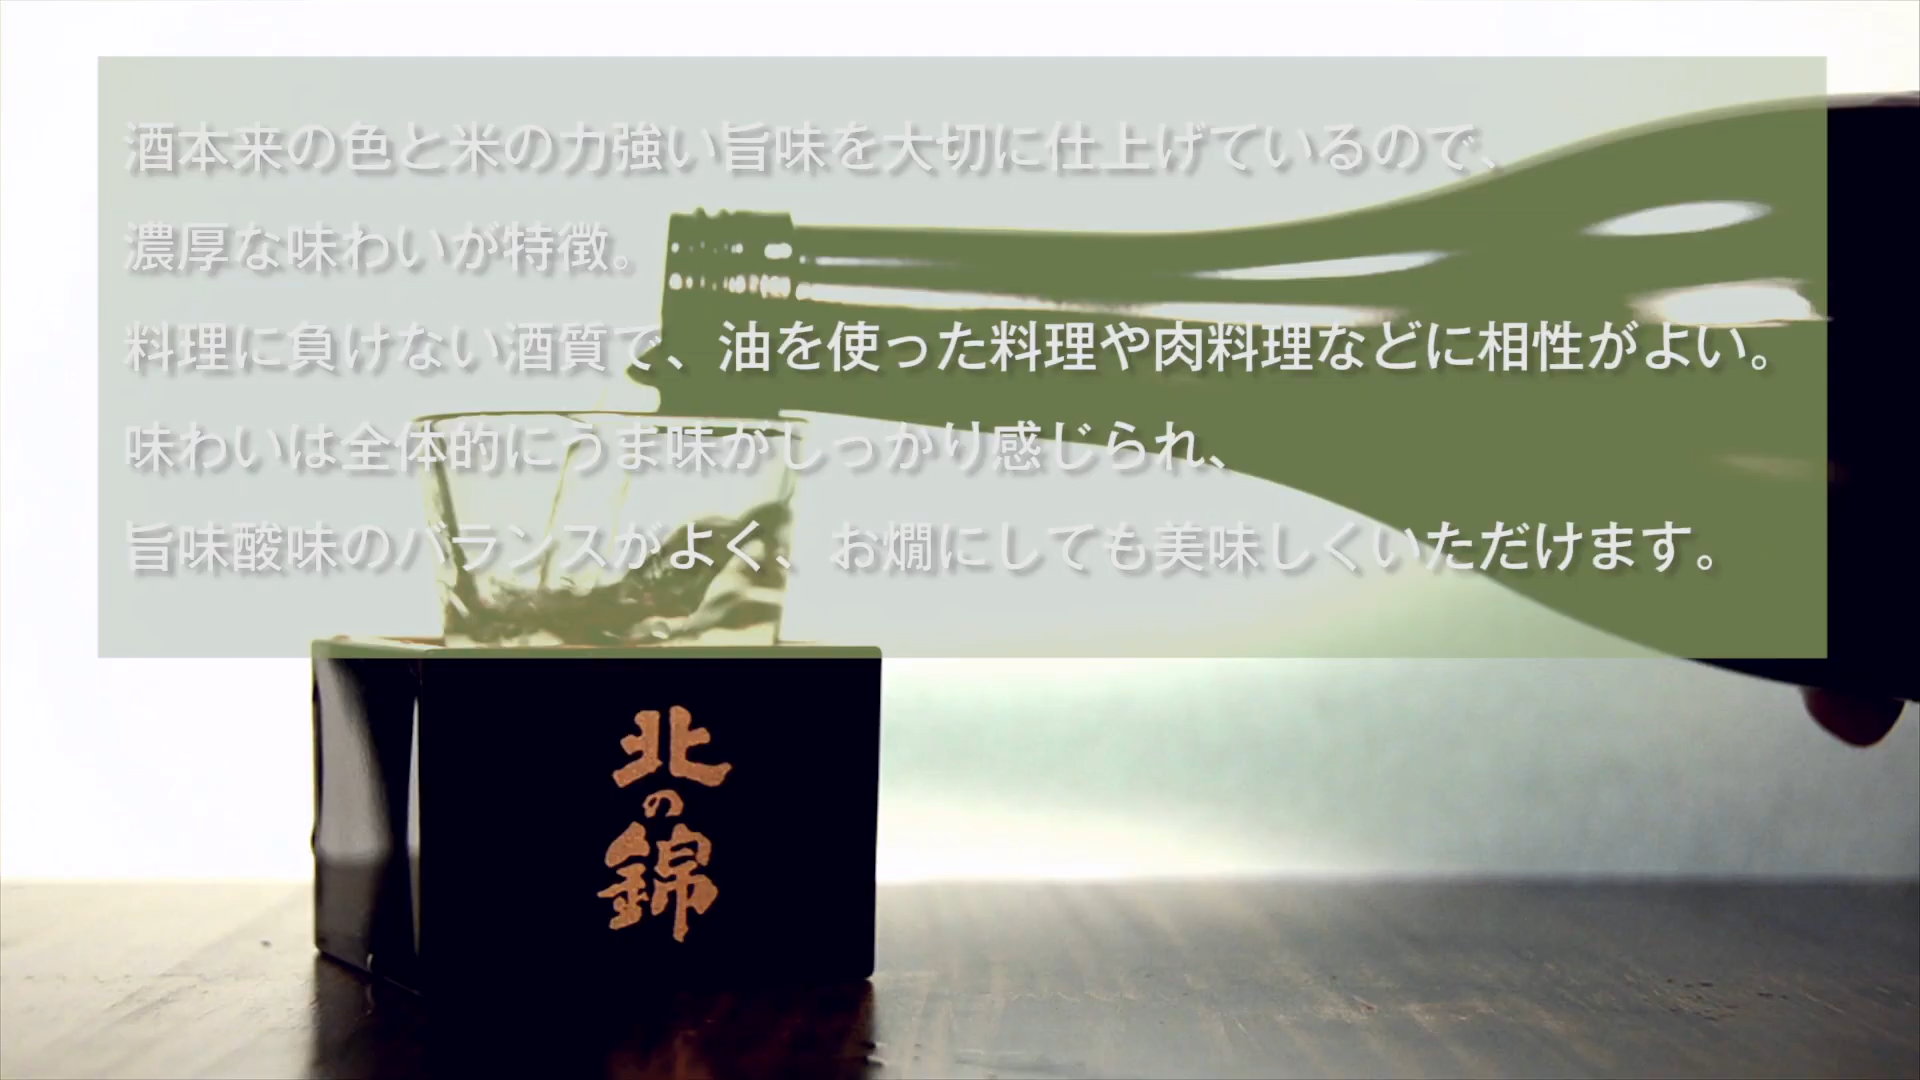 酒本来の色と米の力強い旨味を大切に仕上げているので、
濃厚な味わいが特徴。
料理に負けない酒質で、油を使った料理や肉料理などに相性がよい。
味わいは全体的にうま味がしっかり感じられ、
旨味酸味のバランスがよく、お燗にしても美味しくいただけます。
北の錦